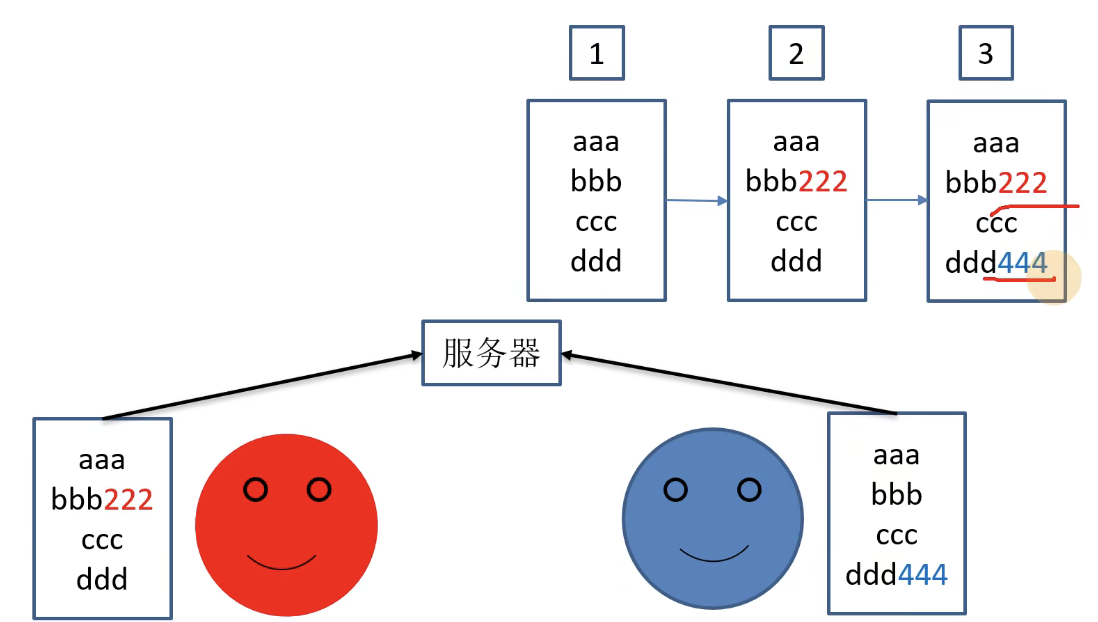 1
2
3
aaa
bbb
ccc
ddd
aaa
bbb222
ccc
ddd
aaa
bbb222
ccc
ddd444
服务器
aaa
bbb222
ccc
ddd
aaa
bbb
ccc
ddd444